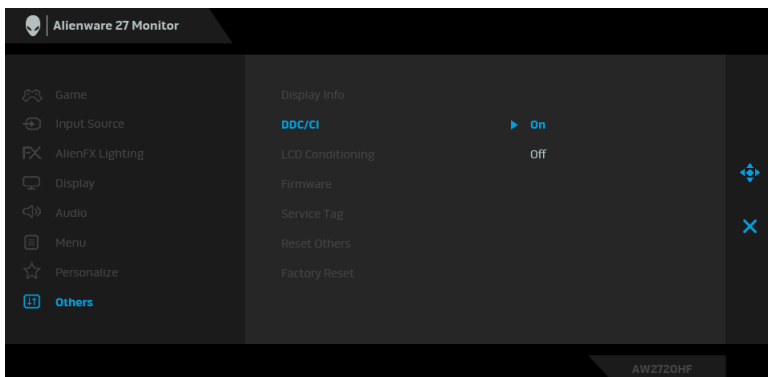 Alienware 27 Monitor
Game
Input Source
AlienFX Lighting
Display
Audio
Menu
Personalize
Others
Display Info
DDC/CI On
LCD Conditioning Off
Firmware
Service Tag
Reset Others
Factory Reset
AW2720HF